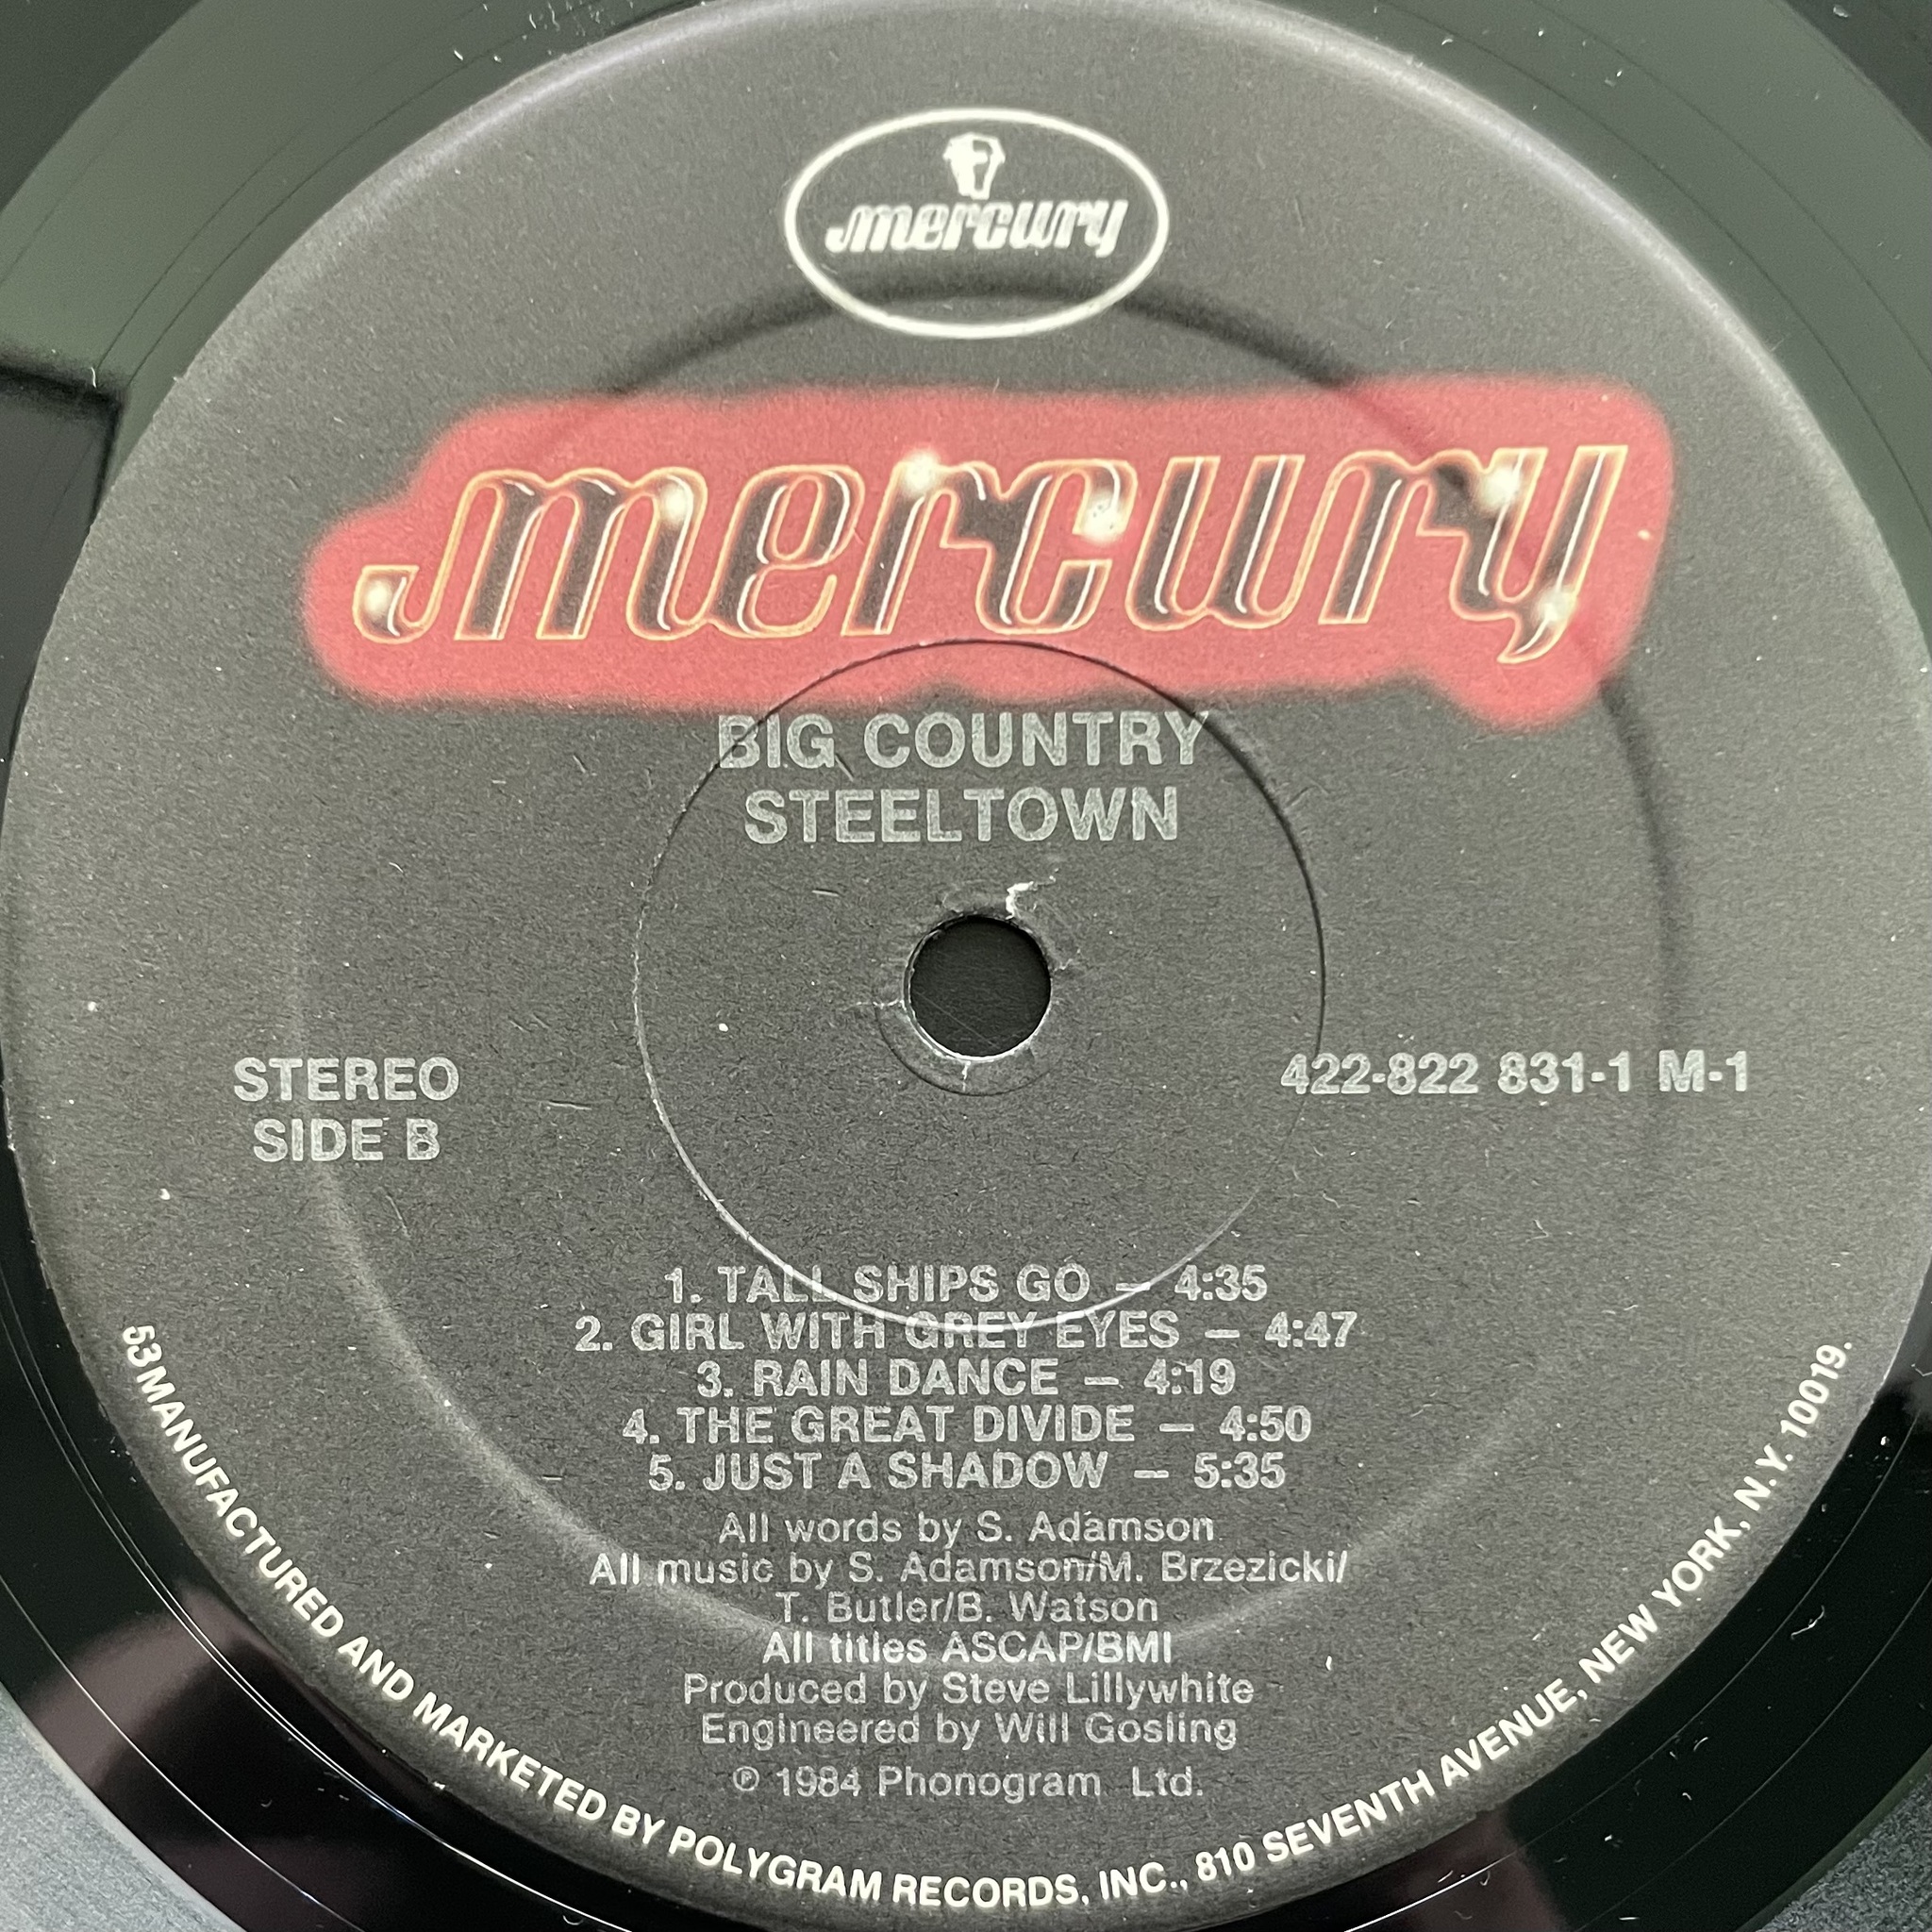 mercury
mercury
BIG COUNTRY
STEELTOWN
STEREO
SIDE B
422-822 831-1 M-1
1. TALL SHIPS GO — 4:35
2. GIRL WITH GREY EYES — 4:47
3. RAIN DANCE — 4:19
4. THE GREAT DIVIDE — 4:50
5. JUST A SHADOW — 5:35
All words by S. Adamson
All music by S. Adamson/M. Brzezicki/
T. Butler/B. Watson
All titles ASCAP/BMI
Produced by Steve Lillywhite
Engineered by Will Gosling
℗ 1984 Phonogram Ltd.
53 MANUFACTURED AND MARKETED BY POLYGRAM RECORDS, INC., 810 SEVENTH AVENUE, NEW YORK, N.Y. 10019.